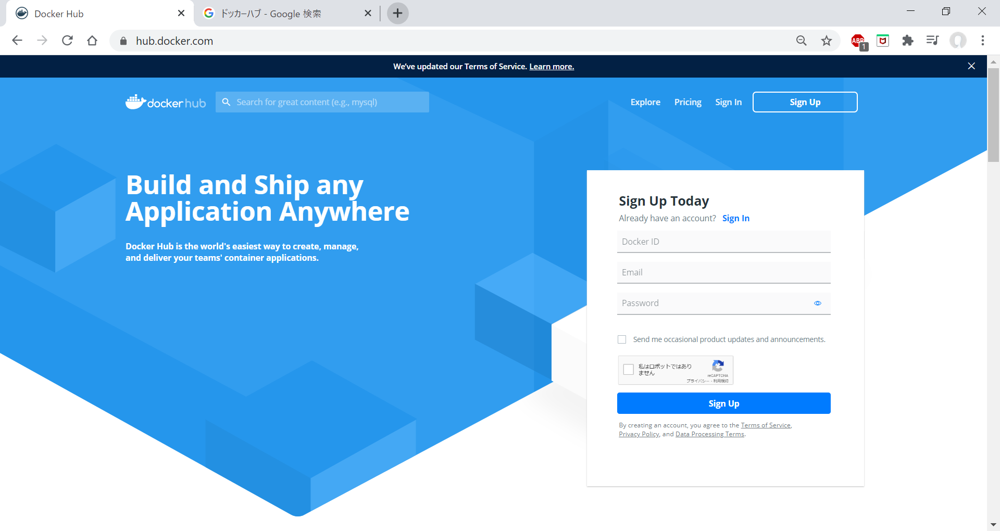 Docker Hub
ドッカーハブ - Google 検索
hub.docker.com
ABP
1
We've updated our Terms of Service. Learn more.
docker hub
Search for great content (e.g., mysql)
Explore
Pricing
Sign In
Sign Up
Build and Ship any
Application Anywhere
Docker Hub is the world's easiest way to create, manage,
and deliver your teams' container applications.
Sign Up Today
Already have an account? Sign In
Docker ID
Email
Password
Send me occasional product updates and announcements.
私はロボットではあり
ません
reCAPTCHA
プライバシー - 利用規約
Sign Up
By creating an account, you agree to the Terms of Service,
Privacy Policy, and Data Processing Terms.